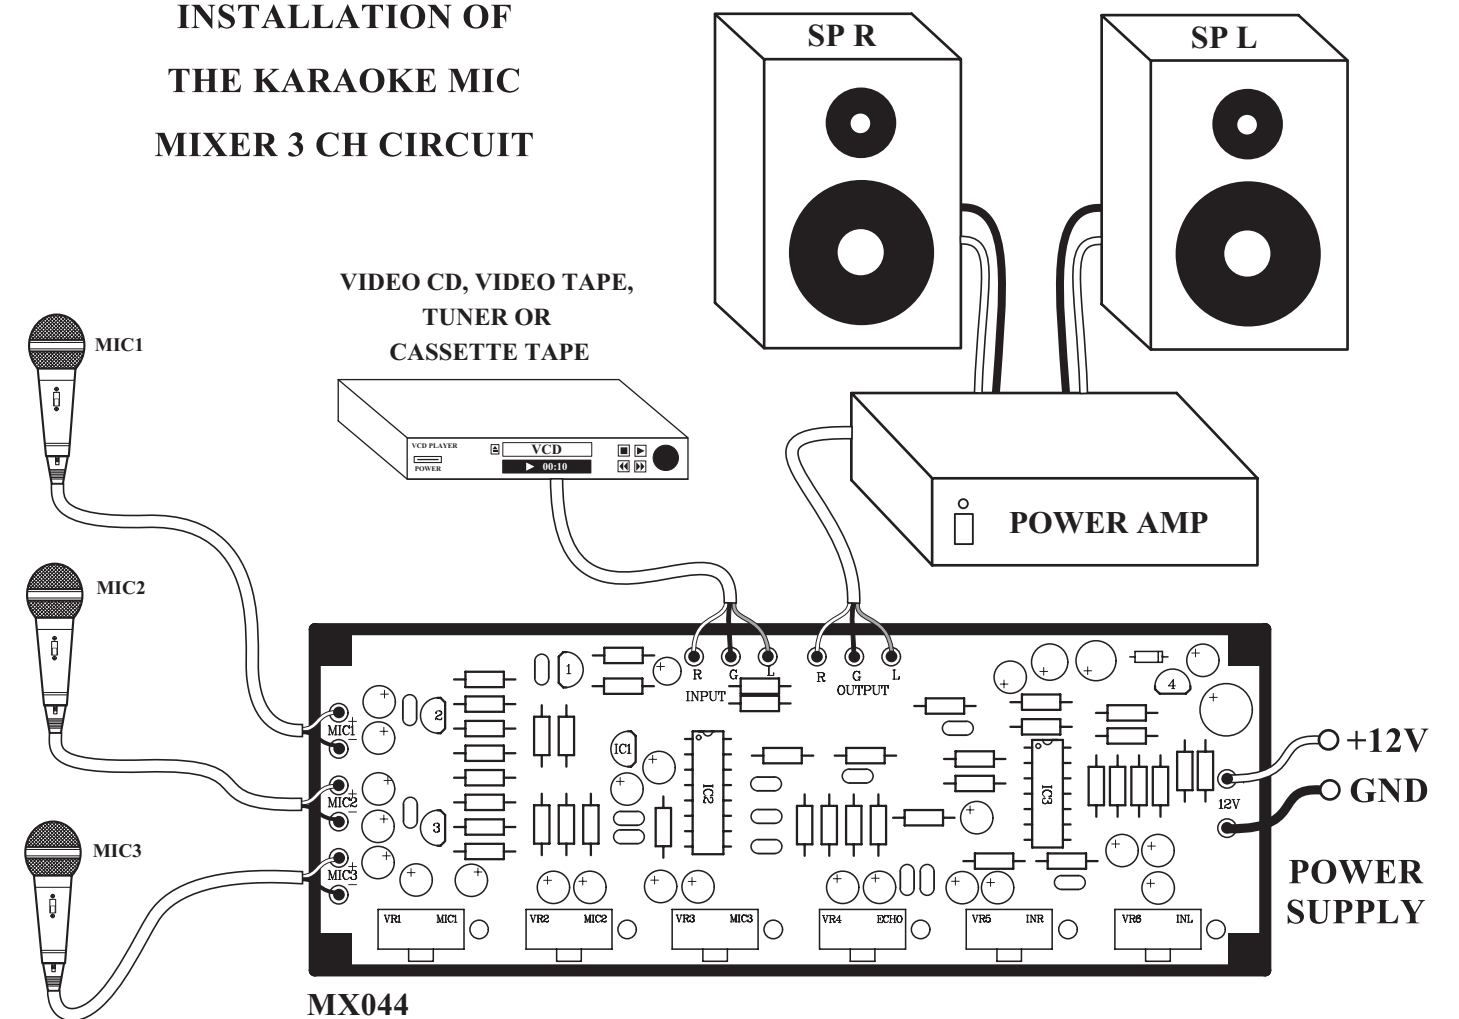 INSTALLATION OF
THE KARAOKE MIC
MIXER 3 CH CIRCUIT
SP R
SP L
VIDEO CD, VIDEO TAPE,
TUNER OR
CASSETTE TAPE
MIC1
VCD PLAYER
POWER
VCD
00:10
POWER AMP
MIC2
MIC3
R G L
INPUT
R G L
OUTPUT
1
2
3
4
+
MIC1
−
+
MIC2
−
+
MIC3
−
IC1
IC2
IC3
12V
+12V
GND
POWER
SUPPLY
VR1 MIC1
VR2 MIC2
VR3 MIC3
VR4 ECHO
VR5 INR
VR6 INL
MX044